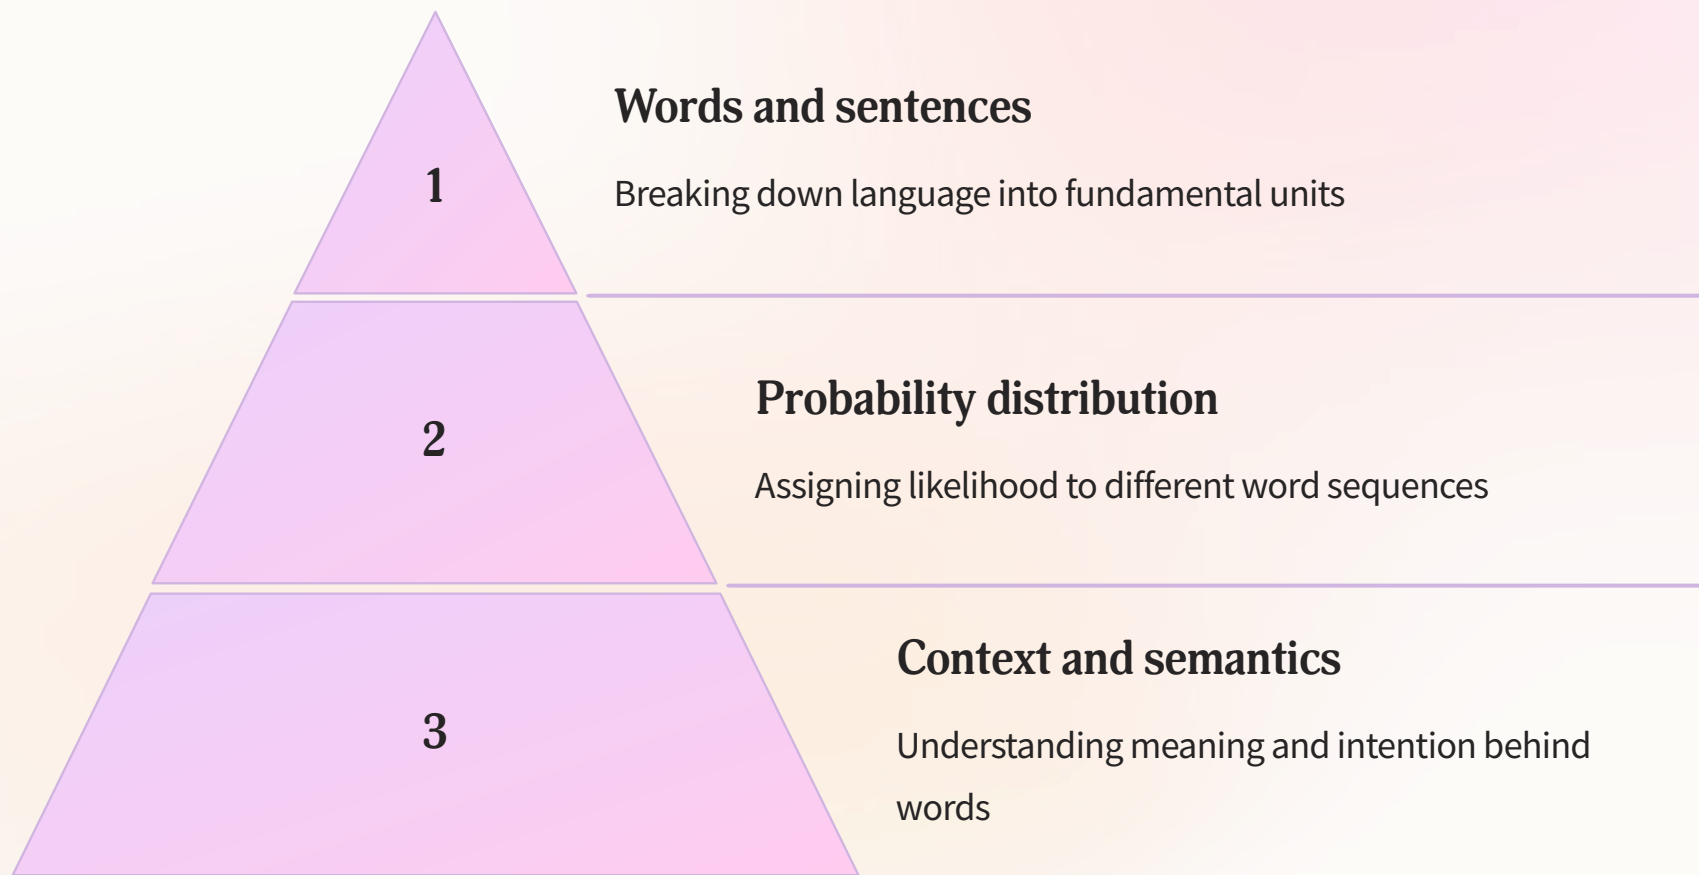 1
Words and sentences
Breaking down language into fundamental units
2
Probability distribution
Assigning likelihood to different word sequences
3
Context and semantics
Understanding meaning and intention behind
words